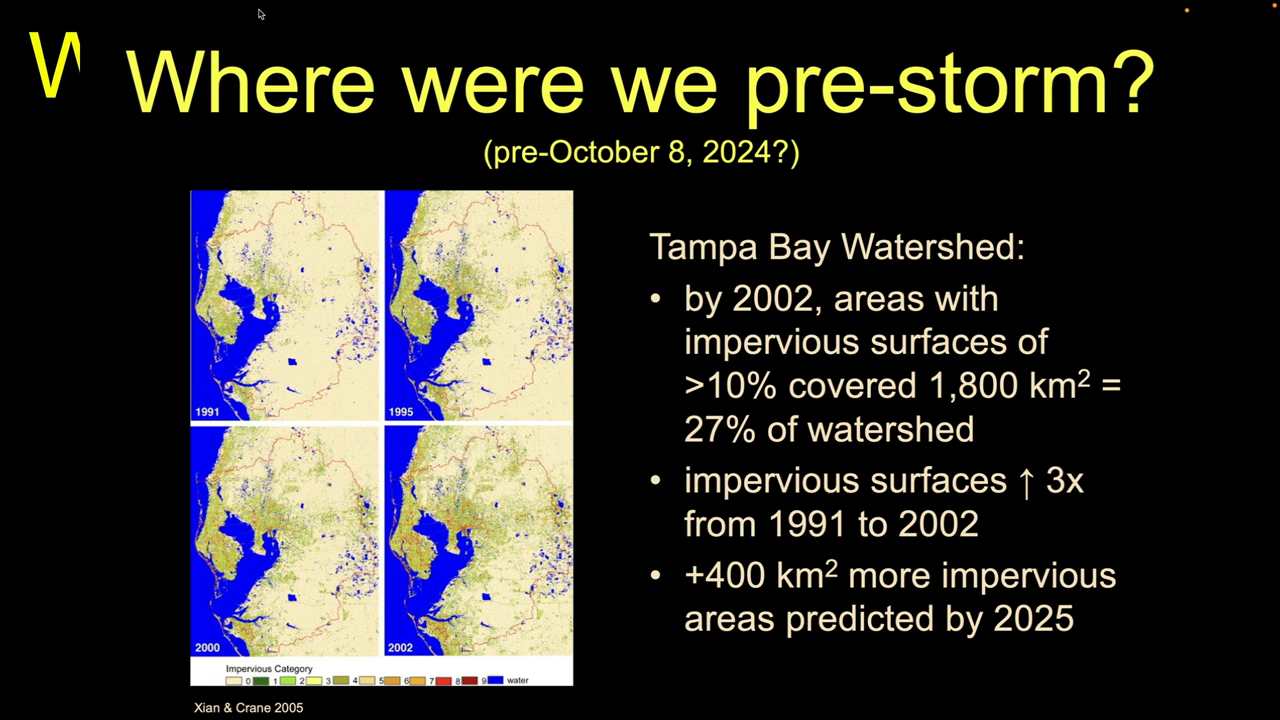 W
Where were we pre-storm?
(pre-October 8, 2024?)
1991
1995
2000
2002
Impervious Category
0 1 2 3 4 5 6 7 8 9 water
Xian & Crane 2005
Tampa Bay Watershed:
• by 2002, areas with
impervious surfaces of
>10% covered 1,800 km² =
27% of watershed
• impervious surfaces ↑ 3x
from 1991 to 2002
• +400 km² more impervious
areas predicted by 2025